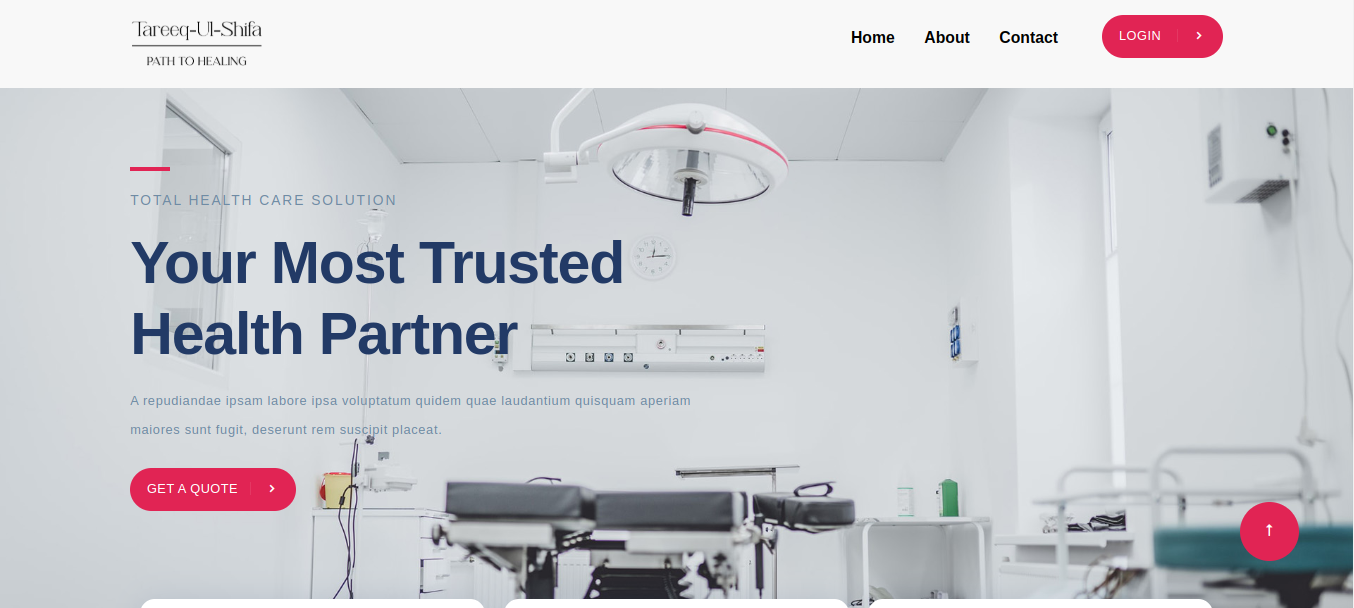 Tareeq-Ul-Shifa
PATH TO HEALING
Home About Contact LOGIN
TOTAL HEALTH CARE SOLUTION
Your Most Trusted
Health Partner
A repudiandae ipsam labore ipsa voluptatum quidem quae laudantium quisquam aperiam
maiores sunt fugit, deserunt rem suscipit placeat.
GET A QUOTE